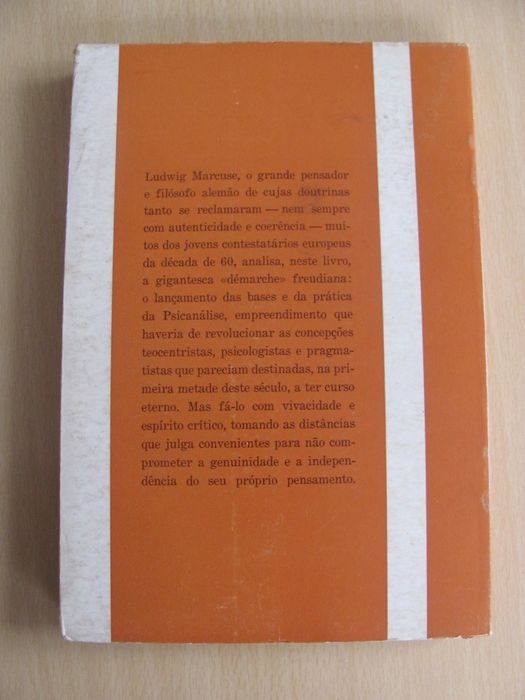 Ludwig Marcuse, o grande pensador
e filósofo alemão de cujas doutrinas
tanto se reclamaram — nem sempre
com autenticidade e coerência — mui-
tos dos jovens contestatários europeus
da década de 60, analisa, neste livro,
a gigantesca «démarche» freudiana:
o lançamento das bases e da prática
da Psicanálise, empreendimento que
haveria de revolucionar as concepções
teocentristas, psicologistas e pragma-
tistas que pareciam destinadas, na pri-
meira metade deste século, a ter curso
eterno. Mas fá-lo com vivacidade e
espírito crítico, tomando as distâncias
que julga convenientes para não com-
prometer a genuinidade e a indepen-
dência do seu próprio pensamento.